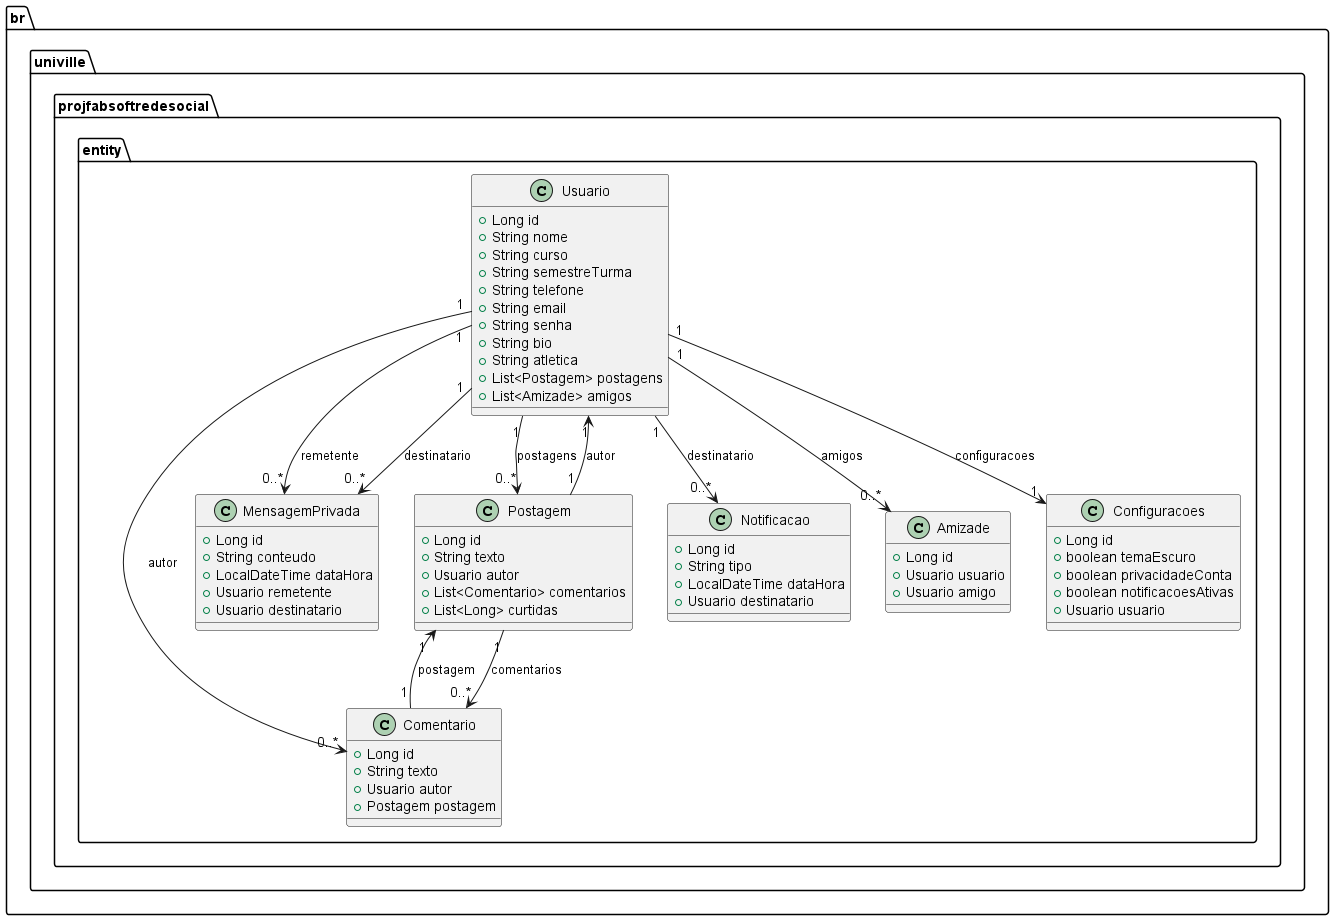 br
univille
projfabsoftredesocial
entity
C Usuario
Long id
String nome
String curso
String semestreTurma
String telefone
String email
String senha
String bio
String atletica
List<Postagem> postagens
List<Amizade> amigos
1
1
1
1
1
1
1
1
1
remetente
destinatario
postagens
autor
destinatario
amigos
configuracoes
0..*
0..*
0..*
1
0..*
0..*
1
C MensagemPrivada
Long id
String conteudo
LocalDateTime dataHora
Usuario remetente
Usuario destinatario
C Postagem
Long id
String texto
Usuario autor
List<Comentario> comentarios
List<Long> curtidas
C Notificacao
Long id
String tipo
LocalDateTime dataHora
Usuario destinatario
C Amizade
Long id
Usuario usuario
Usuario amigo
C Configuracoes
Long id
boolean temaEscuro
boolean privacidadeConta
boolean notificacoesAtivas
Usuario usuario
autor
1
1
postagem
comentarios
1
0..*
0..*
C Comentario
Long id
String texto
Usuario autor
Postagem postagem